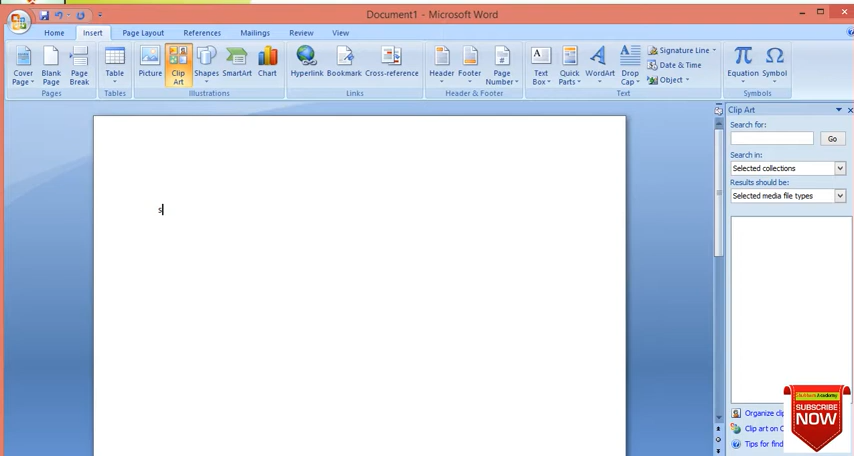 Document1 - Microsoft Word
Home Insert Page Layout References Mailings Review View
Cover Page Blank Page Page Break Table Picture Clip Art Shapes SmartArt Chart Hyperlink Bookmark Cross-reference Header Footer Page Number Text Box Quick Parts WordArt Drop Cap Signature Line Date & Time Object Equation Symbol
Pages Tables Illustrations Links Header & Footer Text Symbols
s
Clip Art
Search for:
Go
Search in:
Selected collections
Results should be:
Selected media file types
Organize cli
Clip art on O
Tips for find
SUBSCRIBE
NOW